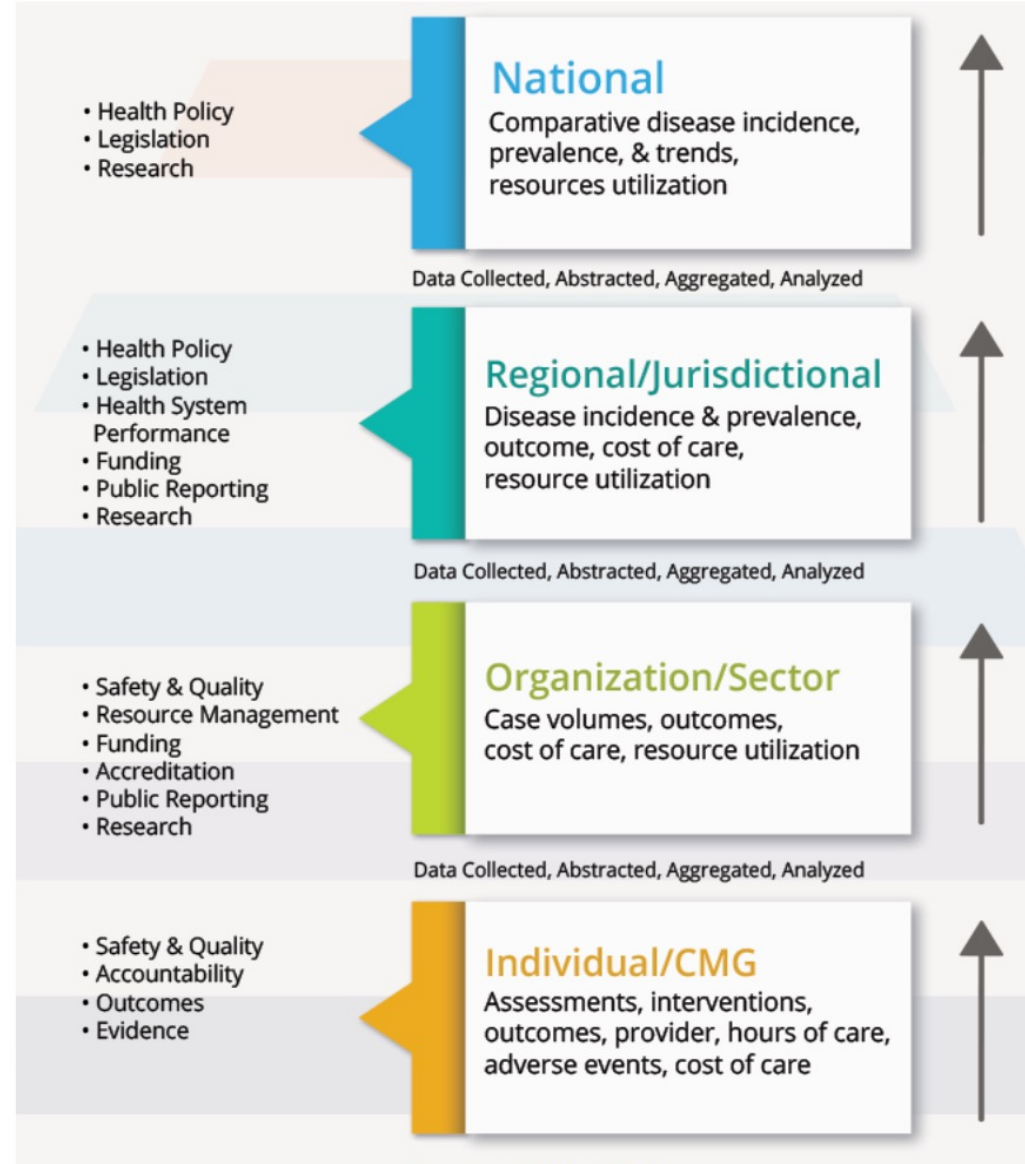 • Health Policy
• Legislation
• Research
National
Comparative disease incidence,
prevalence, & trends,
resources utilization
Data Collected, Abstracted, Aggregated, Analyzed
• Health Policy
• Legislation
• Health System
Performance
• Funding
• Public Reporting
• Research
Regional/Jurisdictional
Disease incidence & prevalence,
outcome, cost of care,
resource utilization
Data Collected, Abstracted, Aggregated, Analyzed
• Safety & Quality
• Resource Management
• Funding
• Accreditation
• Public Reporting
• Research
Organization/Sector
Case volumes, outcomes,
cost of care, resource utilization
Data Collected, Abstracted, Aggregated, Analyzed
• Safety & Quality
• Accountability
• Outcomes
• Evidence
Individual/CMG
Assessments, interventions,
outcomes, provider, hours of care,
adverse events, cost of care